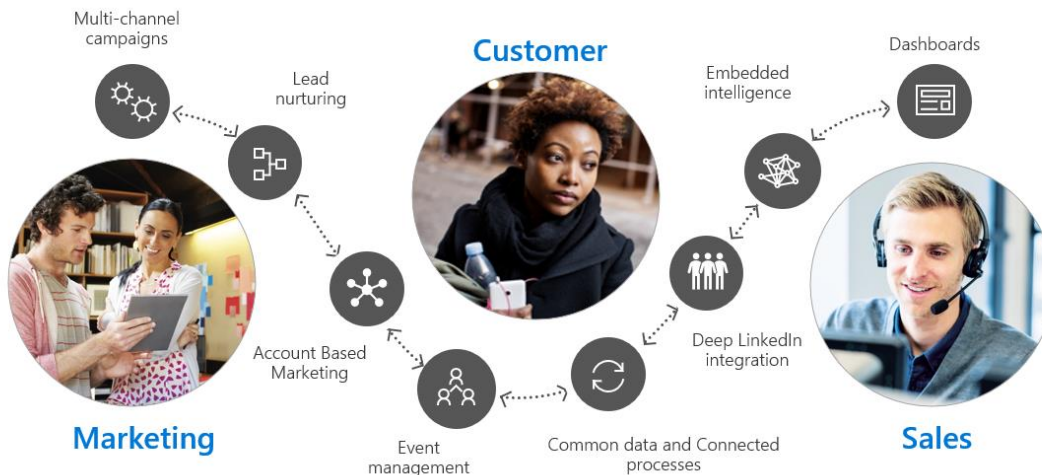 Multi-channel
campaigns
Lead
nurturing
Customer
Embedded
intelligence
Dashboards
Account Based
Marketing
Deep LinkedIn
integration
Marketing
Event
management
Common data and Connected
processes
Sales